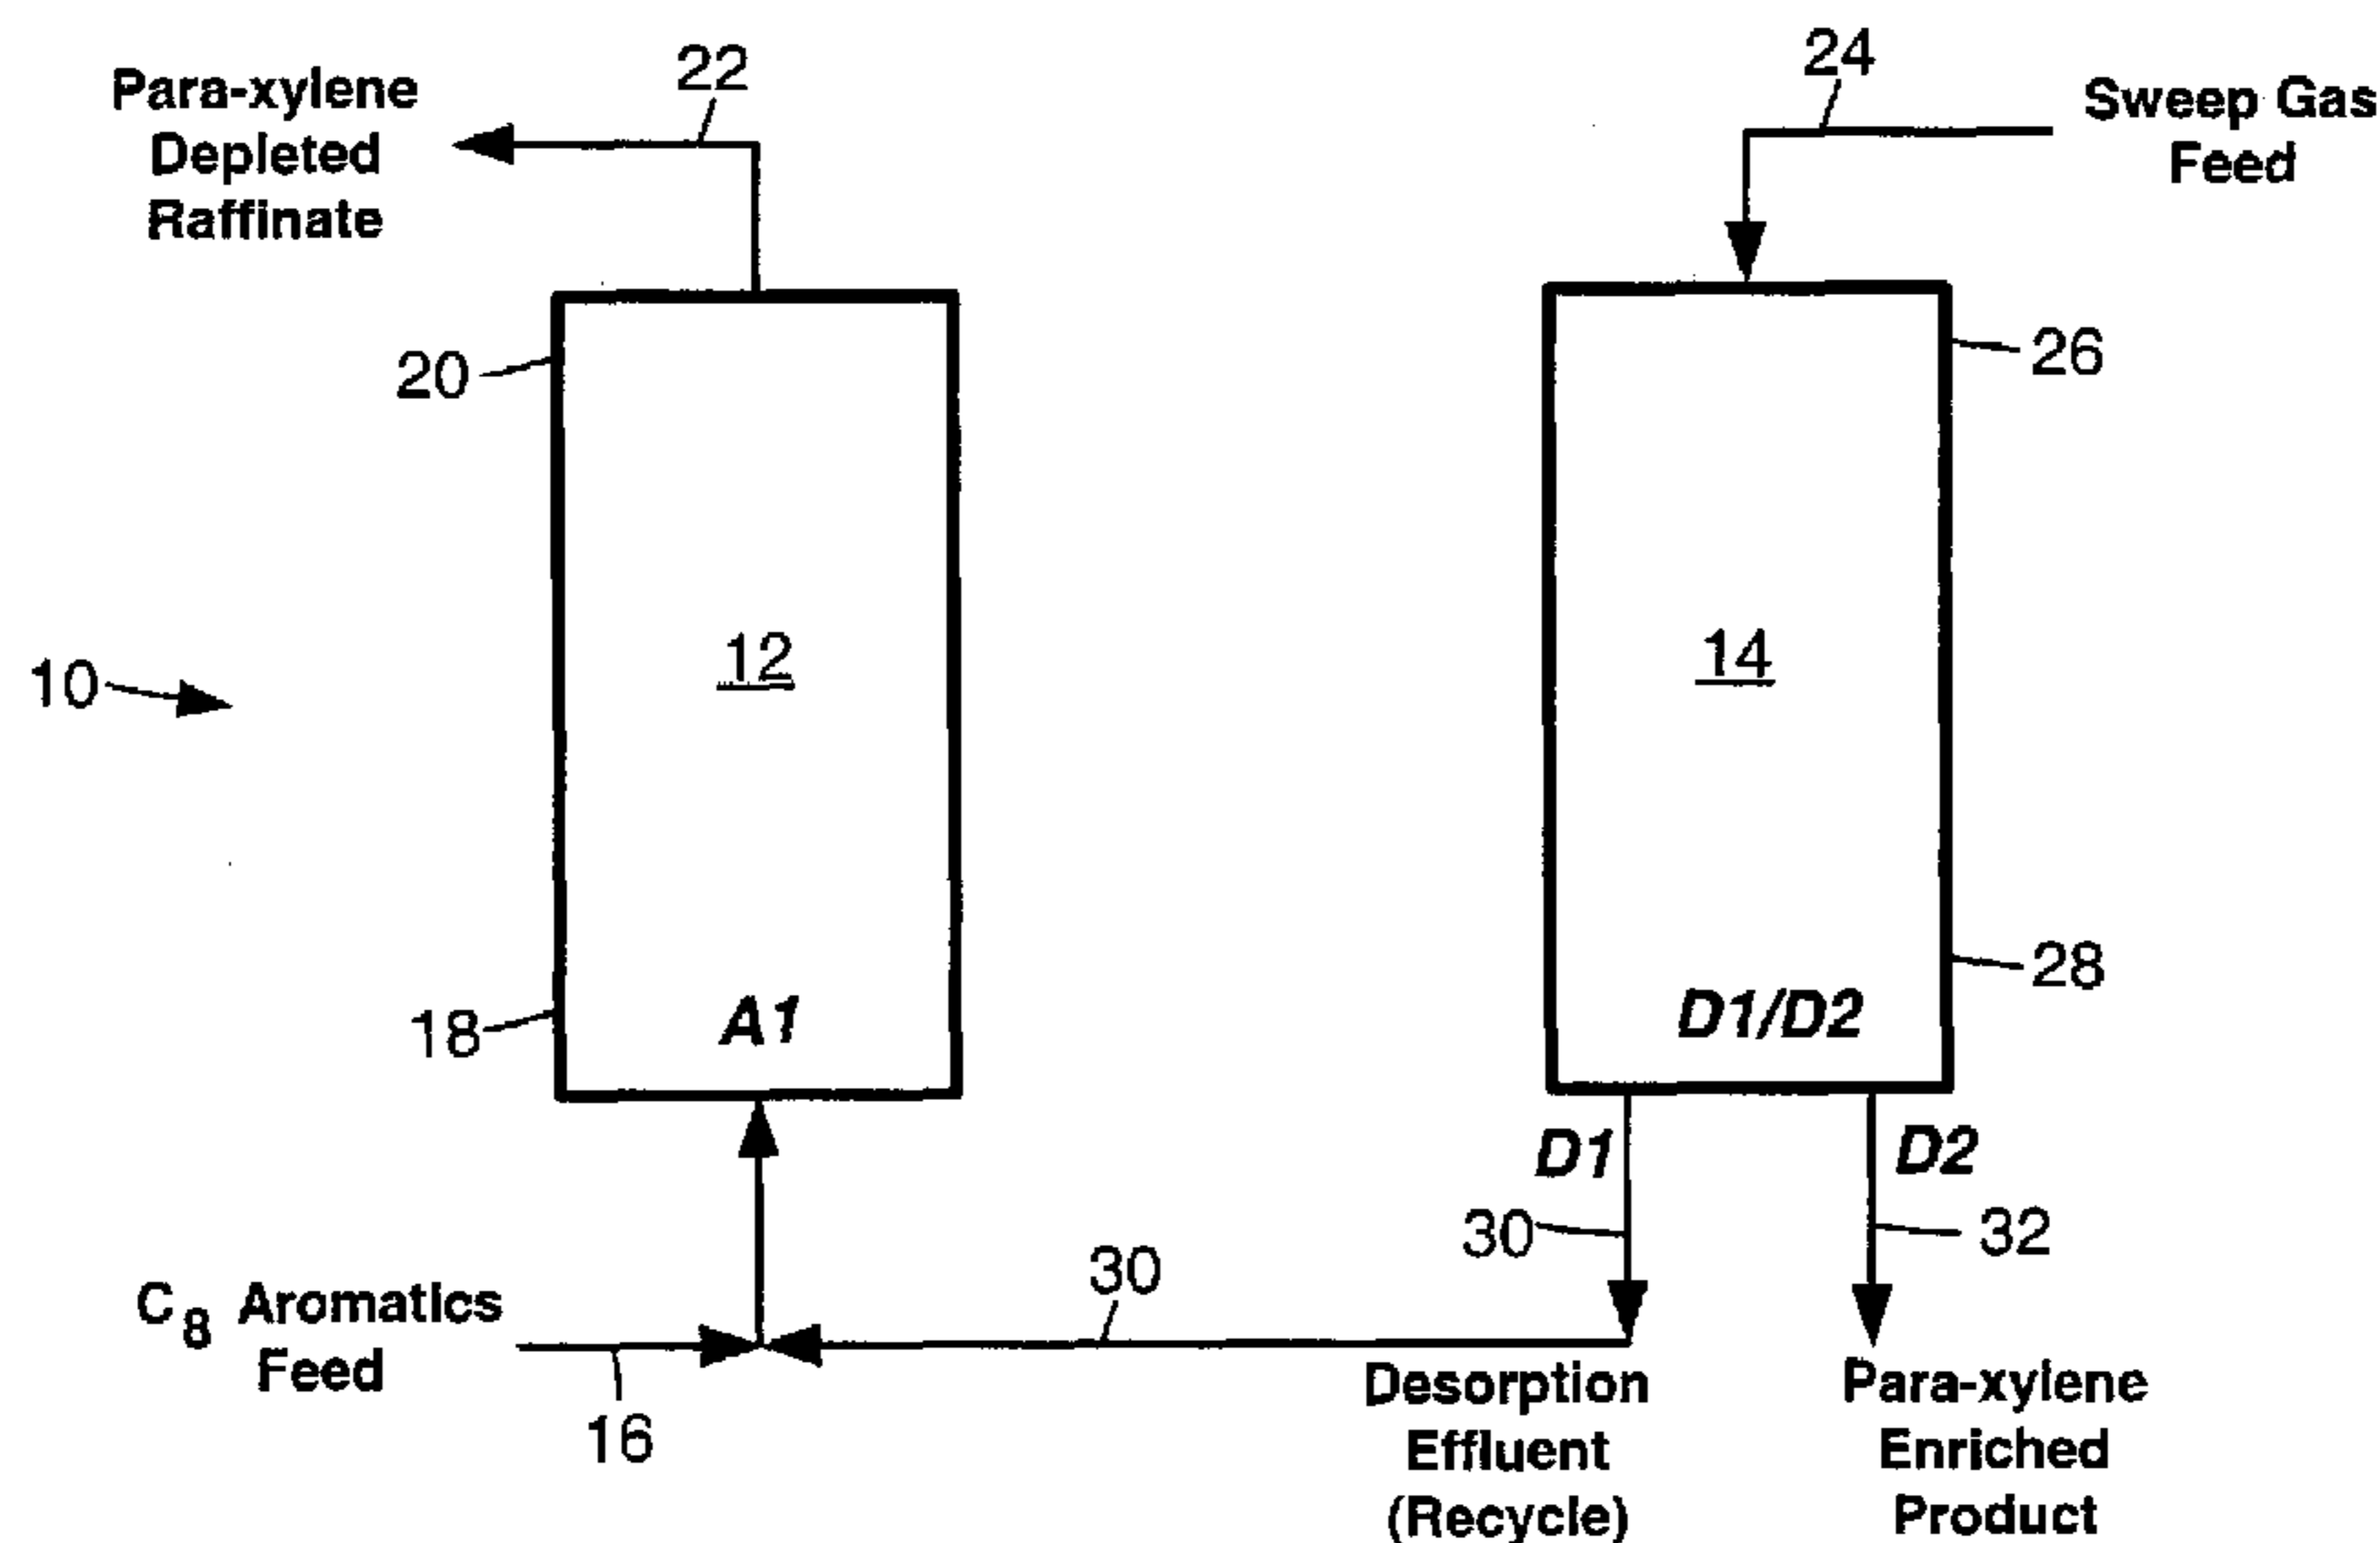 22
24
Para-xylene
Depleted
Raffinate
Sweep Gas
Feed
20
26
10
12
14
18
A1
D1/D2
28
D1
D2
30
32
30
C8 Aromatics
Feed
16
Desorption
Effluent
(Recycle)
Para-xylene
Enriched
Product